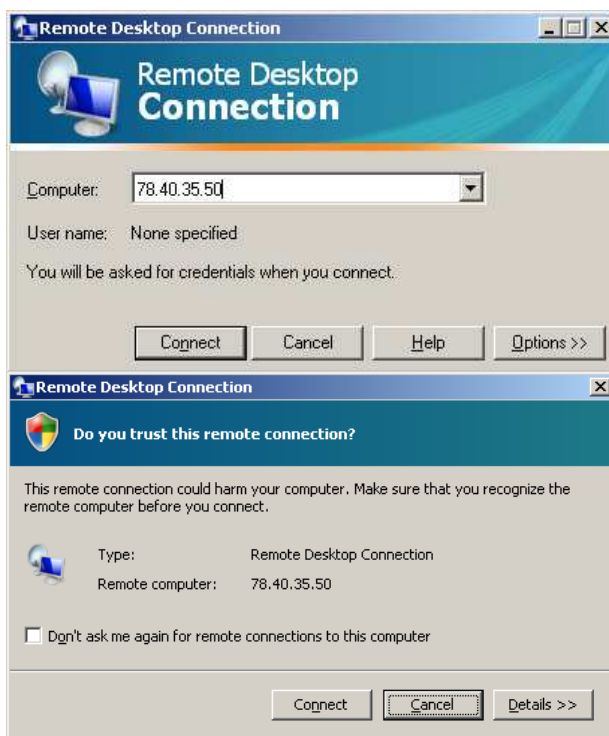 Remote Desktop Connection
Remote Desktop
Connection
Computer: 78.40.35.50
User name: None specified
You will be asked for credentials when you connect.
Connect Cancel Help Options >>
Remote Desktop Connection
Do you trust this remote connection?
This remote connection could harm your computer. Make sure that you recognize the
remote computer before you connect.
Type: Remote Desktop Connection
Remote computer: 78.40.35.50
Don't ask me again for remote connections to this computer
Connect Cancel Details >>